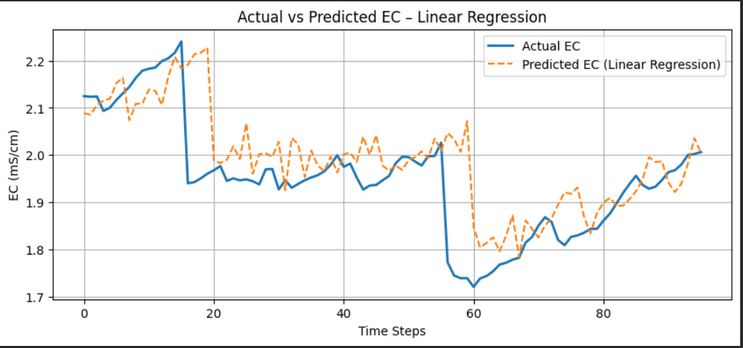 Actual vs Predicted EC – Linear Regression
Actual EC
Predicted EC (Linear Regression)
EC (mS/cm)
2.2
2.1
2.0
1.9
1.8
1.7
0 20 40 60 80
Time Steps